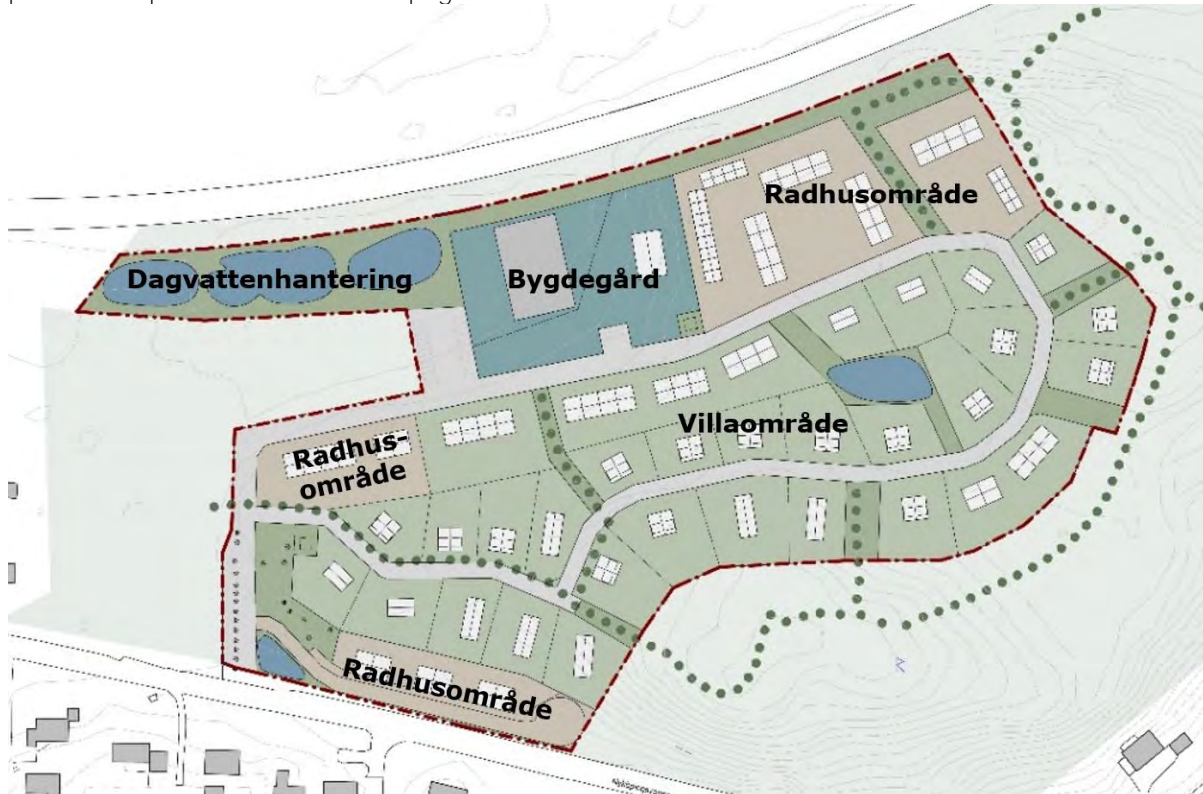 Radhusområde
Dagvattenhantering
Bygdegård
Villaområde
Radhus-
område
Radhusområde